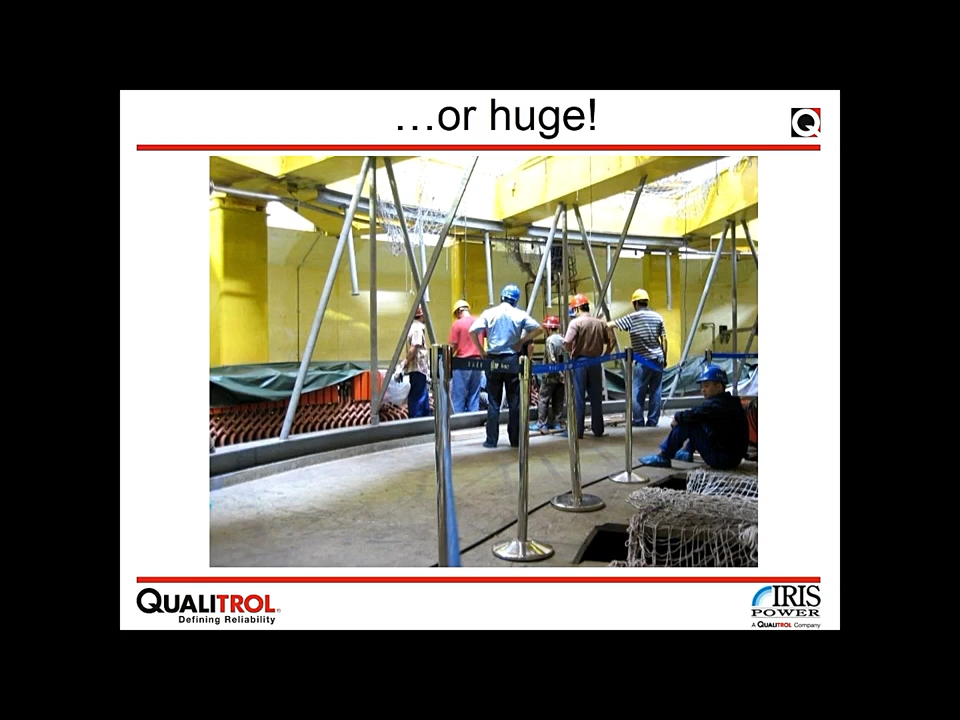 …or huge!
Q
QUALITROL®
Defining Reliability
IRIS
POWER
A QUALITROL Company